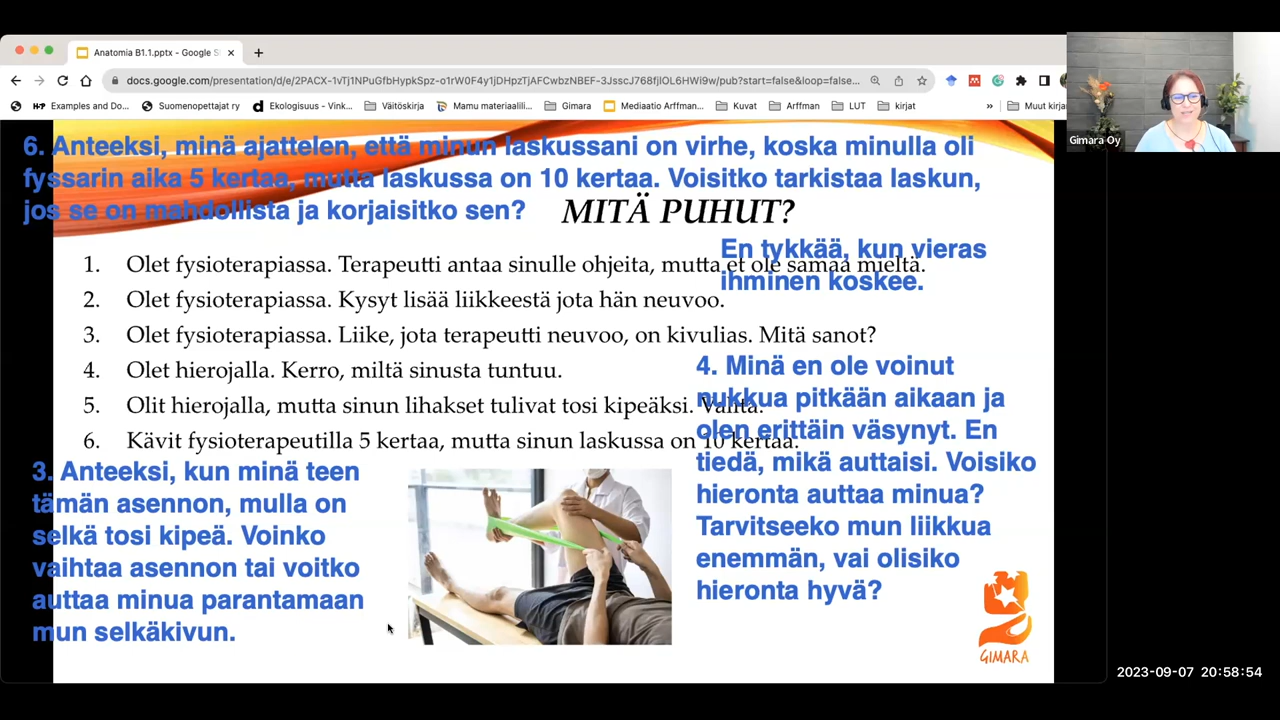 Anatomia B1.1.pptx - Google S
docs.google.com/presentation/d/e/2PACX-1vTj1NPuGfbHypkSpz-o1rW0F4y1jDHpzTjAFCwbzNBEF-3JsscJ768fjlOL6HWi9w/pub?start=false&loop=false...
Examples and Do...
Suomenopettajat ry
Ekologisuus - Vink...
Väitöskirja
Mamu materiaalili...
Gimara
Mediaatio Arffman...
Kuvat
Arffman
LUT
kirjat
»
Muut kirjan
Gimara Oy
6. Anteeksi, minä ajattelen, että minun laskussani on virhe, koska minulla oli
fyssarin aika 5 kertaa, mutta laskussa on 10 kertaa. Voisitko tarkistaa laskun,
jos se on mahdollista ja korjaisitko sen?
MITÄ PUHUT?
1. Olet fysioterapiassa. Terapeutti antaa sinulle ohjeita, mutta et ole samaa mieltä.
2. Olet fysioterapiassa. Kysyt lisää liikkeestä jota hän neuvoo.
3. Olet fysioterapiassa. Liike, jota terapeutti neuvoo, on kivulias. Mitä sanot?
4. Olet hierojalla. Kerro, miltä sinusta tuntuu.
5. Olit hierojalla, mutta sinun lihakset tulivat tosi kipeäksi. Valita.
6. Kävit fysioterapeutilla 5 kertaa, mutta sinun laskussa on 10 kertaa.
En tykkää, kun vieras
ihminen koskee.
4. Minä en ole voinut
nukkua pitkään aikaan ja
olen erittäin väsynyt. En
tiedä, mikä auttaisi. Voisiko
hieronta auttaa minua?
Tarvitseeko mun liikkua
enemmän, vai olisiko
hieronta hyvä?
3. Anteeksi, kun minä teen
tämän asennon, mulla on
selkä tosi kipeä. Voinko
vaihtaa asennon tai voitko
auttaa minua parantamaan
mun selkäkivun.
GIMARA
2023-09-07 20:58:54